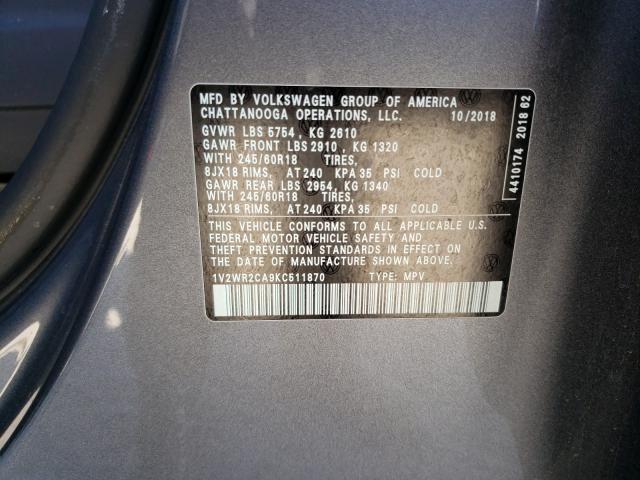 MFD BY VOLKSWAGEN GROUP OF AMERICA
CHATTANOOGA OPERATIONS, LLC. 10/2018
GVWR LBS 5754 , KG 2610
GAWR FRONT LBS 2910 , KG 1320
WITH 245/60R18 TIRES,
8JX18 RIMS, AT 240 KPA 35 PSI COLD
GAWR REAR LBS 2954, KG 1340
WITH 245/60R18 TIRES,
8JX18 RIMS, AT 240 KPA 35 PSI COLD
THIS VEHICLE CONFORMS TO ALL APPLICABLE U.S.
FEDERAL MOTOR VEHICLE SAFETY AND
THEFT PREVENTION STANDARDS IN EFFECT ON
THE DATE OF MANUFACTURE SHOWN ABOVE
1V2WR2CA9KC511870 TYPE: MPV
4410174 2018 62